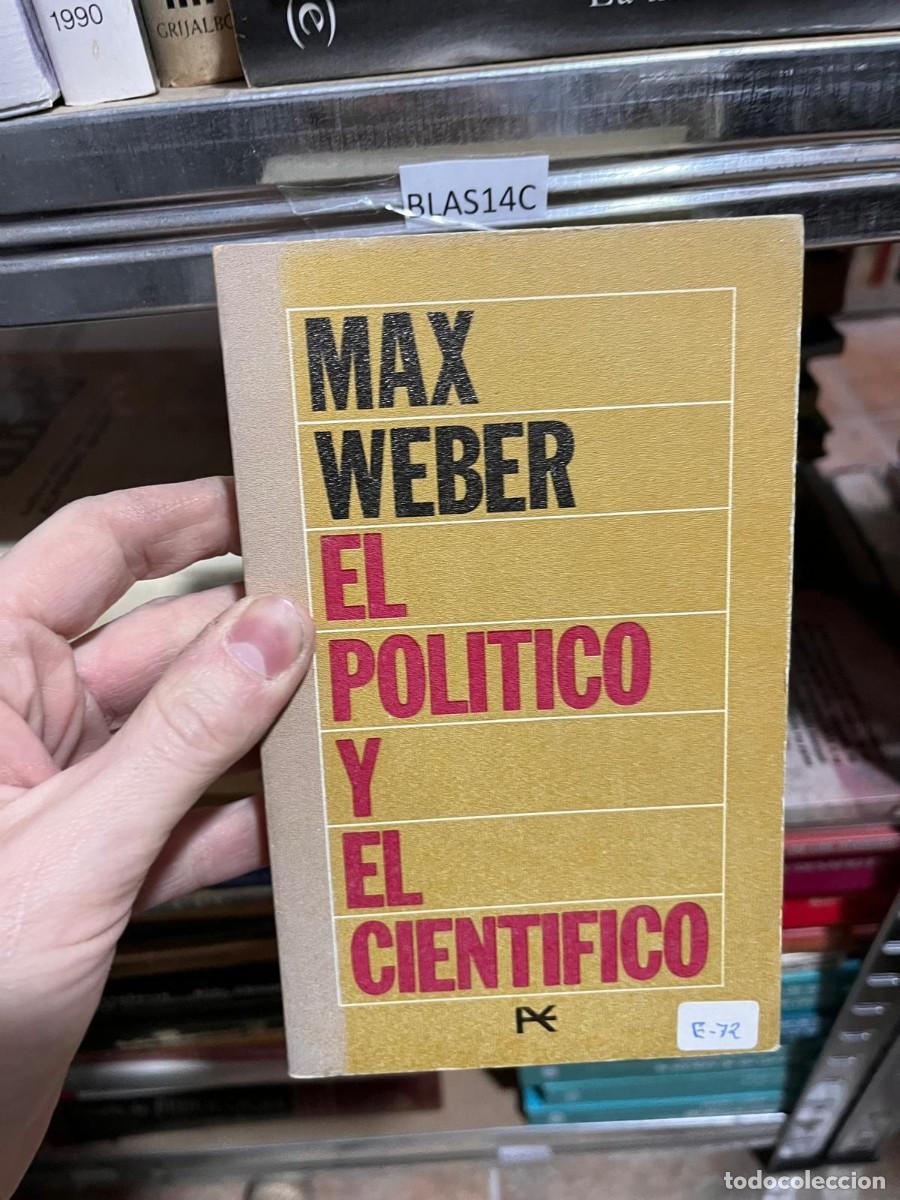 1990
GRIJALBO
(e)
BLAS14C
MAX
WEBER
EL
POLITICO
Y
EL
CIENTIFICO
E-72
todocoleccion